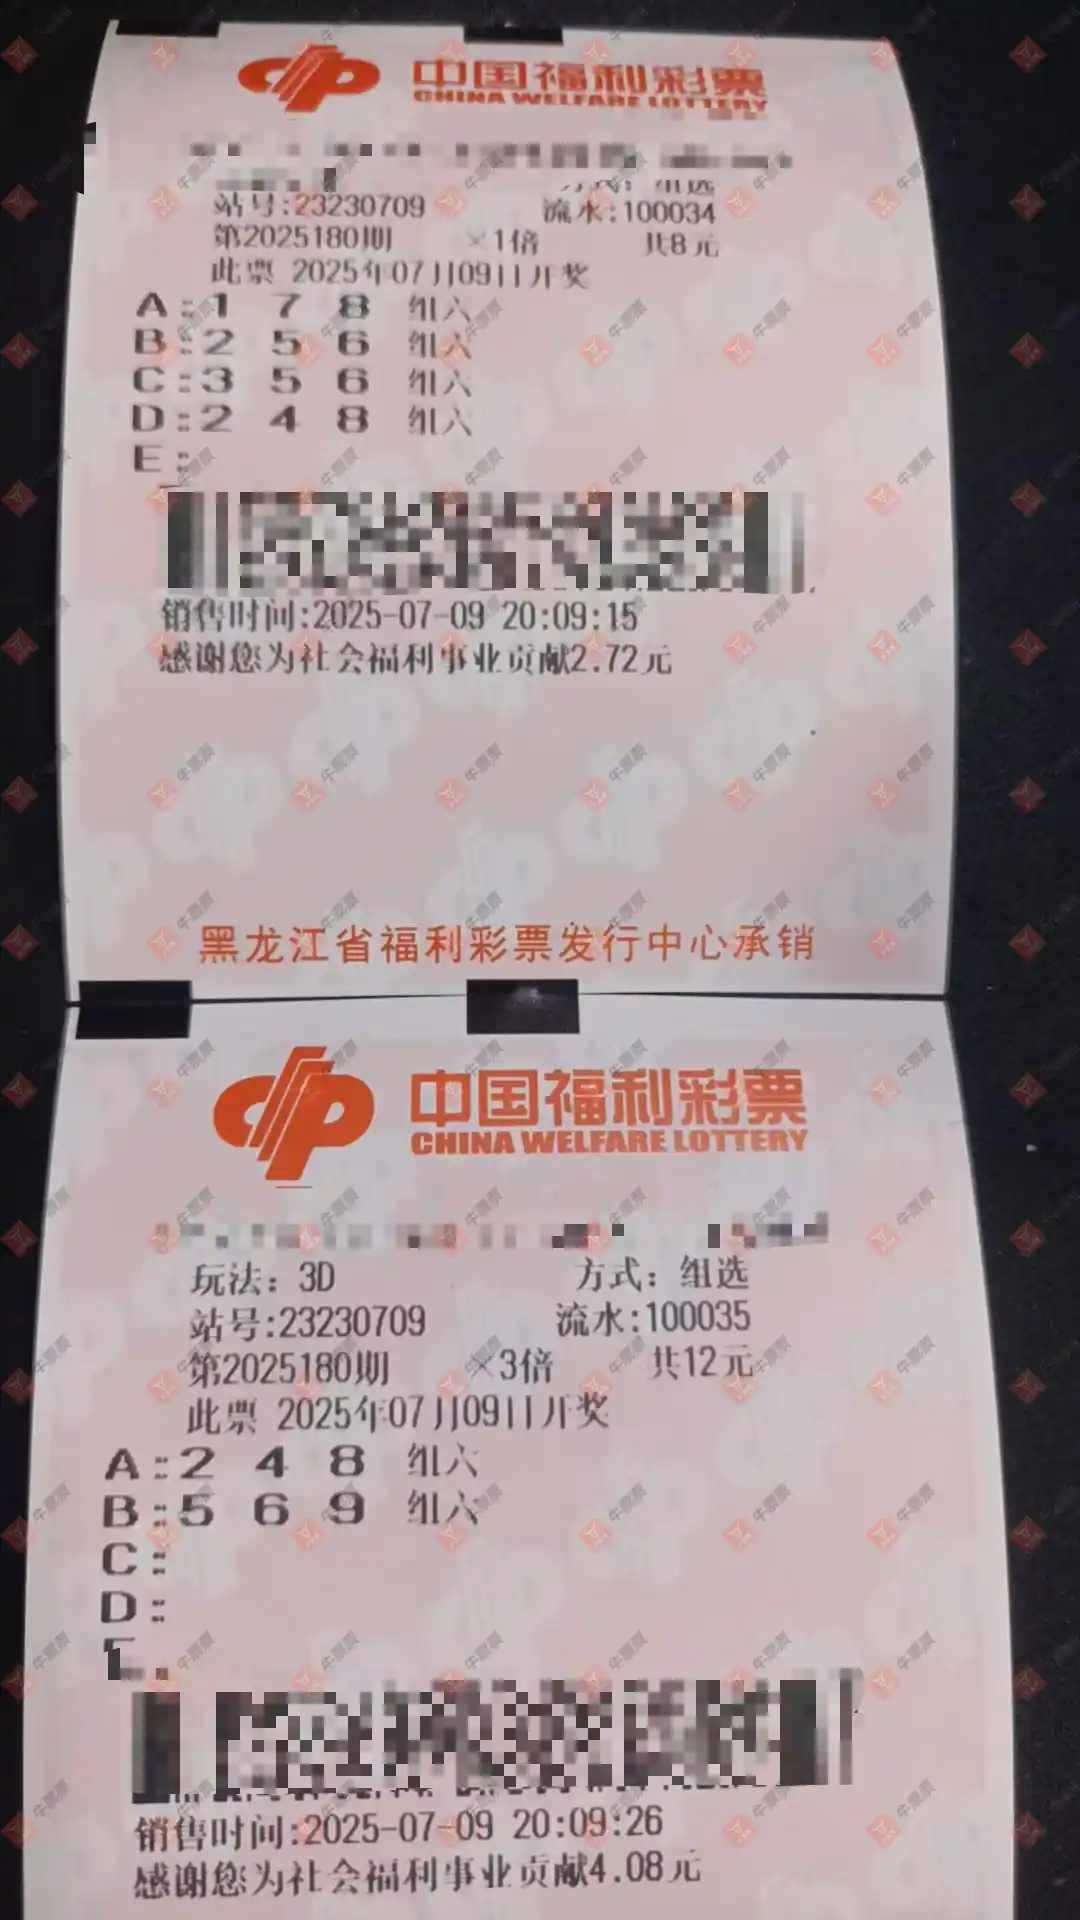 中国福利彩票
CHINA WELFARE LOTTERY
方式：组选
站号:23230709 流水:100034
第2025180期 ×1倍 共8元
此票 2025年07月09日开奖
A:1 7 8 组六
B:2 5 6 组六
C:3 5 6 组六
D:2 4 8 组六
E:
销售时间:2025-07-09 20:09:15
感谢您为社会福利事业贡献2.72元
黑龙江省福利彩票发行中心承销
中国福利彩票
CHINA WELFARE LOTTERY
玩法：3D 方式：组选
站号:23230709 流水:100035
第2025180期 ×3倍 共12元
此票 2025年07月09日开奖
A:2 4 8 组六
B:5 6 9 组六
C:
D:
销售时间:2025-07-09 20:09:26
感谢您为社会福利事业贡献4.08元
牛票票